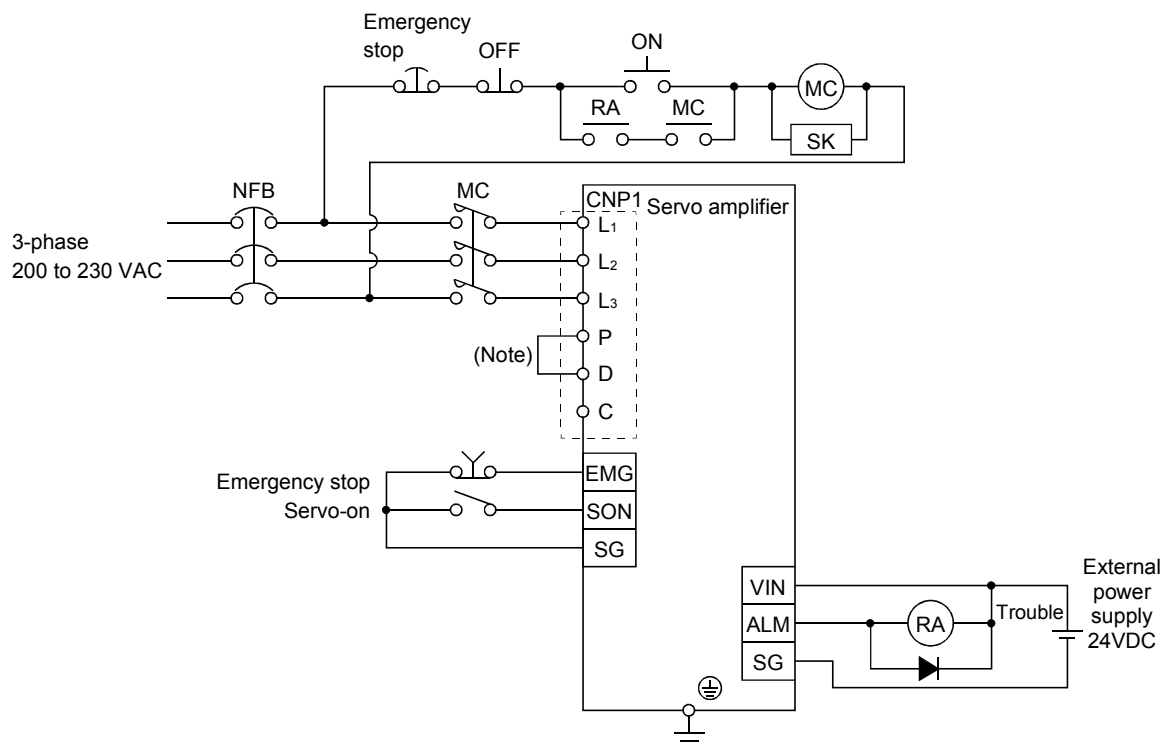 Emergency
stop
OFF
ON
MC
RA
MC
SK
NFB
MC
CNP1
Servo amplifier
3-phase
200 to 230 VAC
L1
L2
L3
P
(Note)
D
C
Emergency stop
EMG
Servo-on
SON
SG
VIN
ALM
SG
RA
Trouble
External
power
supply
24VDC